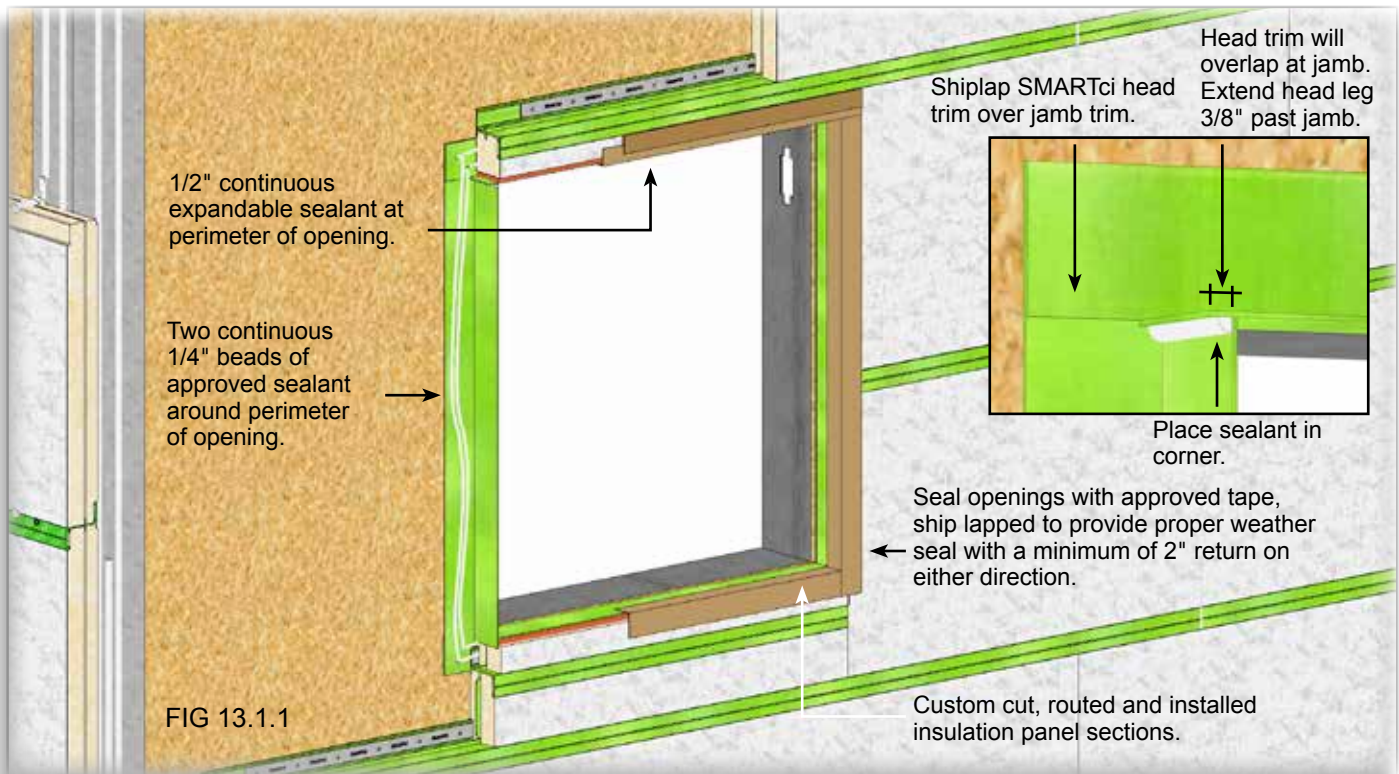 Head trim will
overlap at jamb.
Extend head leg
3/8" past jamb.
Shiplap SMARTci head
trim over jamb trim.
1/2" continuous
expandable sealant at
perimeter of opening.
Two continuous
1/4" beads of
approved sealant
around perimeter
of opening.
Place sealant in
corner.
Seal openings with approved tape,
ship lapped to provide proper weather
seal with a minimum of 2" return on
either direction.
Custom cut, routed and installed
insulation panel sections.
FIG 13.1.1